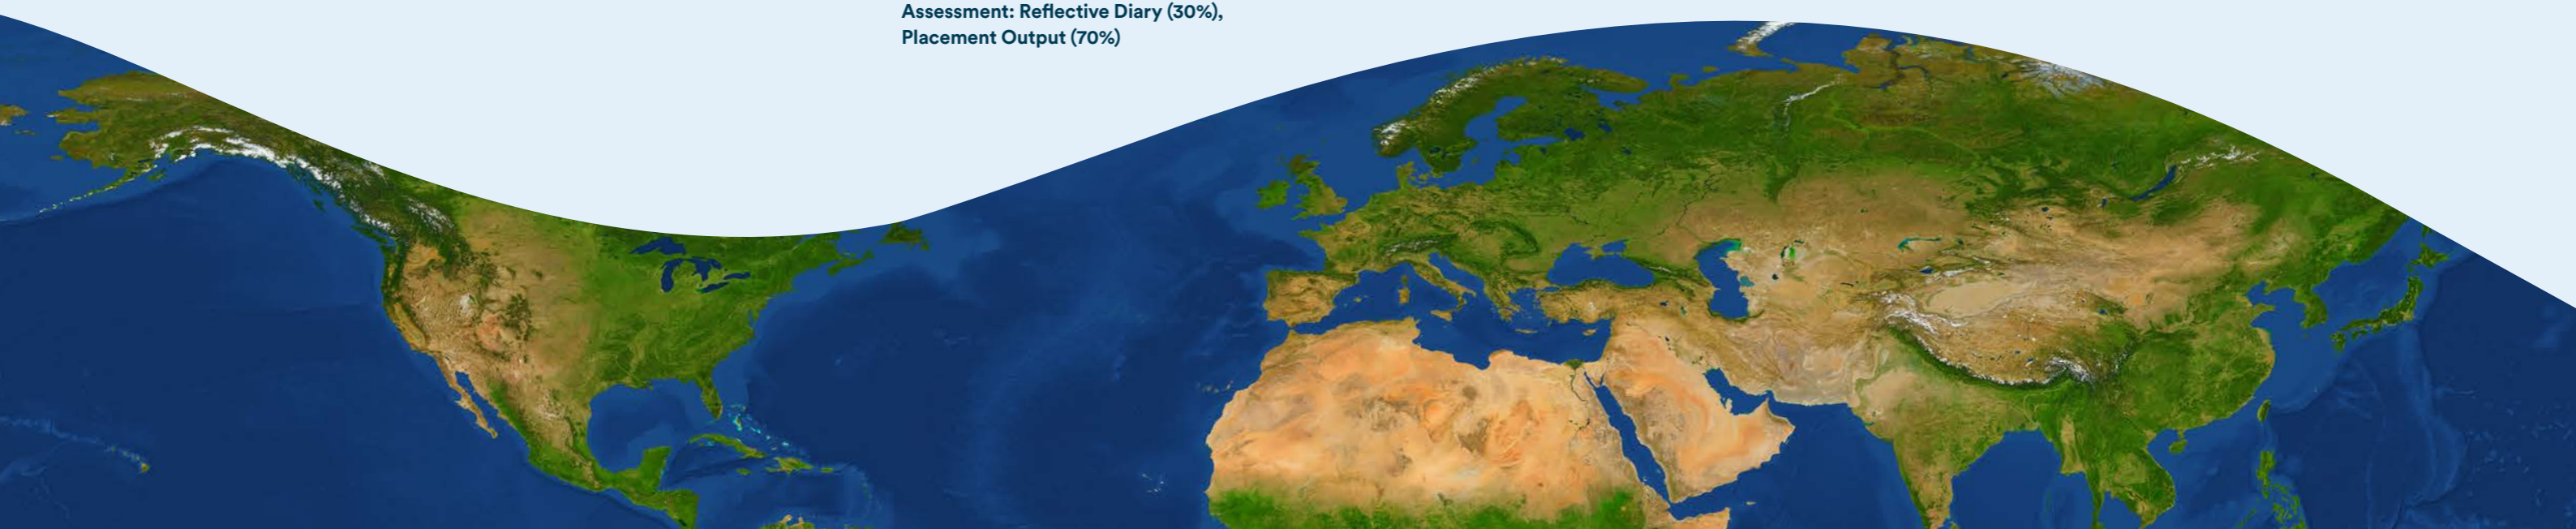 Assessment: Reflective Diary (30%),
Placement Output (70%)